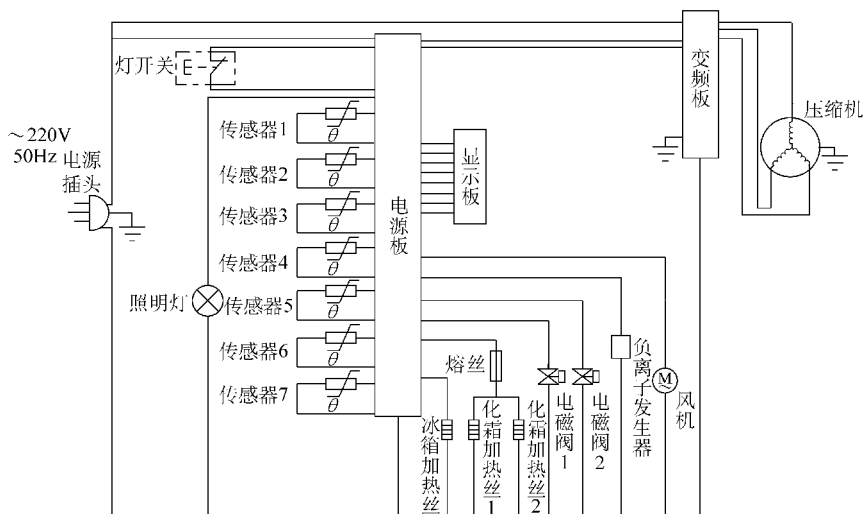 灯开关
～220V
50Hz
电源
插头
照明灯
传感器1
θ
传感器2
θ
传感器3
θ
传感器4
θ
传感器5
θ
传感器6
θ
传感器7
θ
电源板
显示板
变频板
压缩机
熔丝
冰箱加热丝
化霜加热丝1
化霜加热丝2
电磁阀1
电磁阀2
负离子发生器
M
～
风机